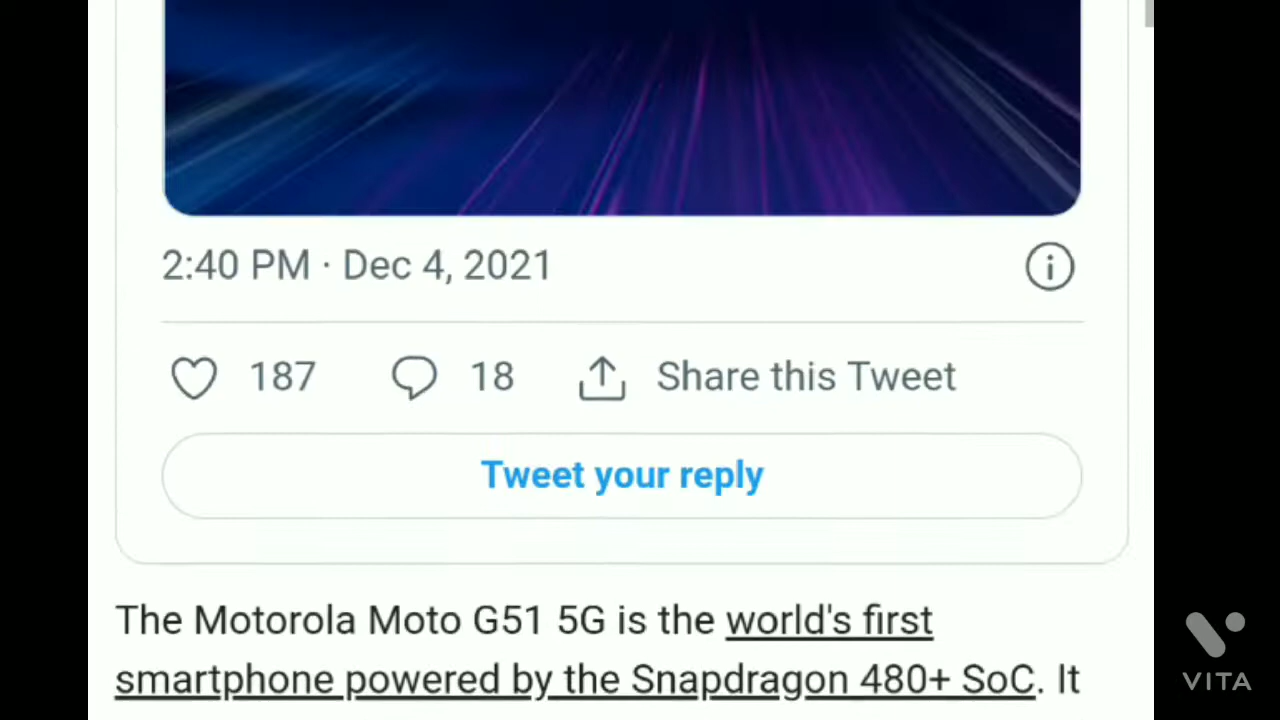 2:40 PM · Dec 4, 2021
187 18 Share this Tweet
Tweet your reply
The Motorola Moto G51 5G is the world's first
smartphone powered by the Snapdragon 480+ SoC. It
VITA